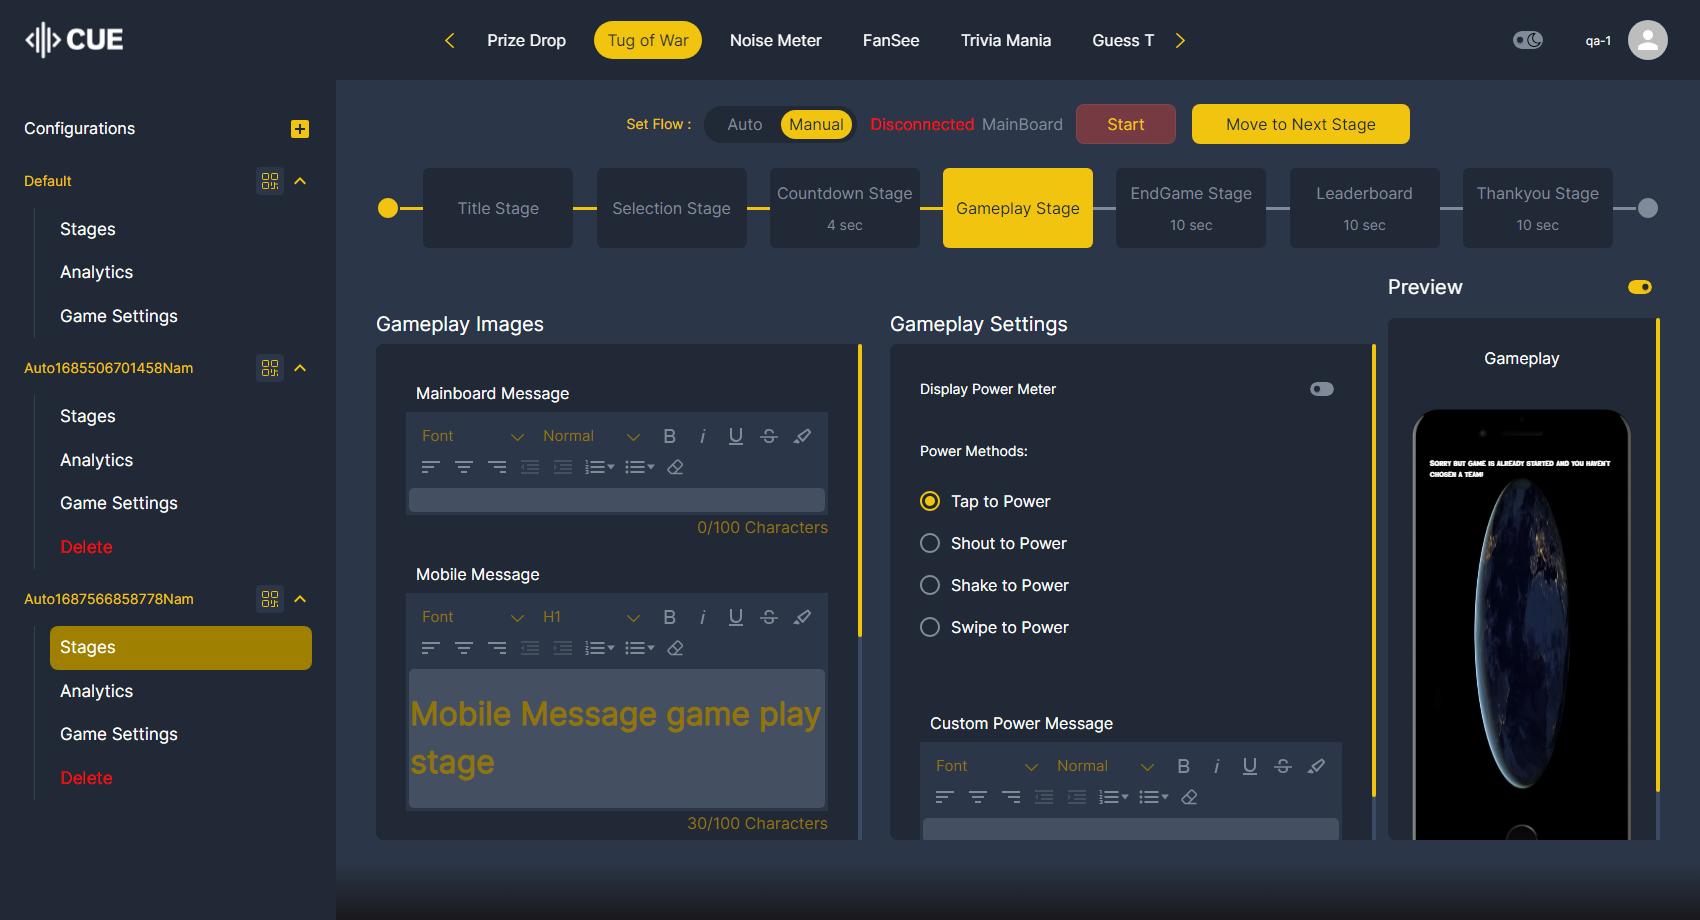 CUE
Prize Drop
Tug of War
Noise Meter
FanSee
Trivia Mania
Guess T
qa-1
Configurations
Default
Stages
Analytics
Game Settings
Auto1685506701458Nam
Stages
Analytics
Game Settings
Delete
Auto1687566858778Nam
Stages
Analytics
Game Settings
Delete
Set Flow :
Auto
Manual
Disconnected MainBoard
Start
Move to Next Stage
Title Stage
Selection Stage
Countdown Stage
4 sec
Gameplay Stage
EndGame Stage
10 sec
Leaderboard
10 sec
Thankyou Stage
10 sec
Gameplay Images
Mainboard Message
Font
Normal
B i U S
0/100 Characters
Mobile Message
Font
H1
B i U S
Mobile Message game play
stage
30/100 Characters
Gameplay Settings
Display Power Meter
Power Methods:
Tap to Power
Shout to Power
Shake to Power
Swipe to Power
Custom Power Message
Font
Normal
B i U S
Preview
Gameplay
Sorry but game is already started and you haven't
chosen a team!